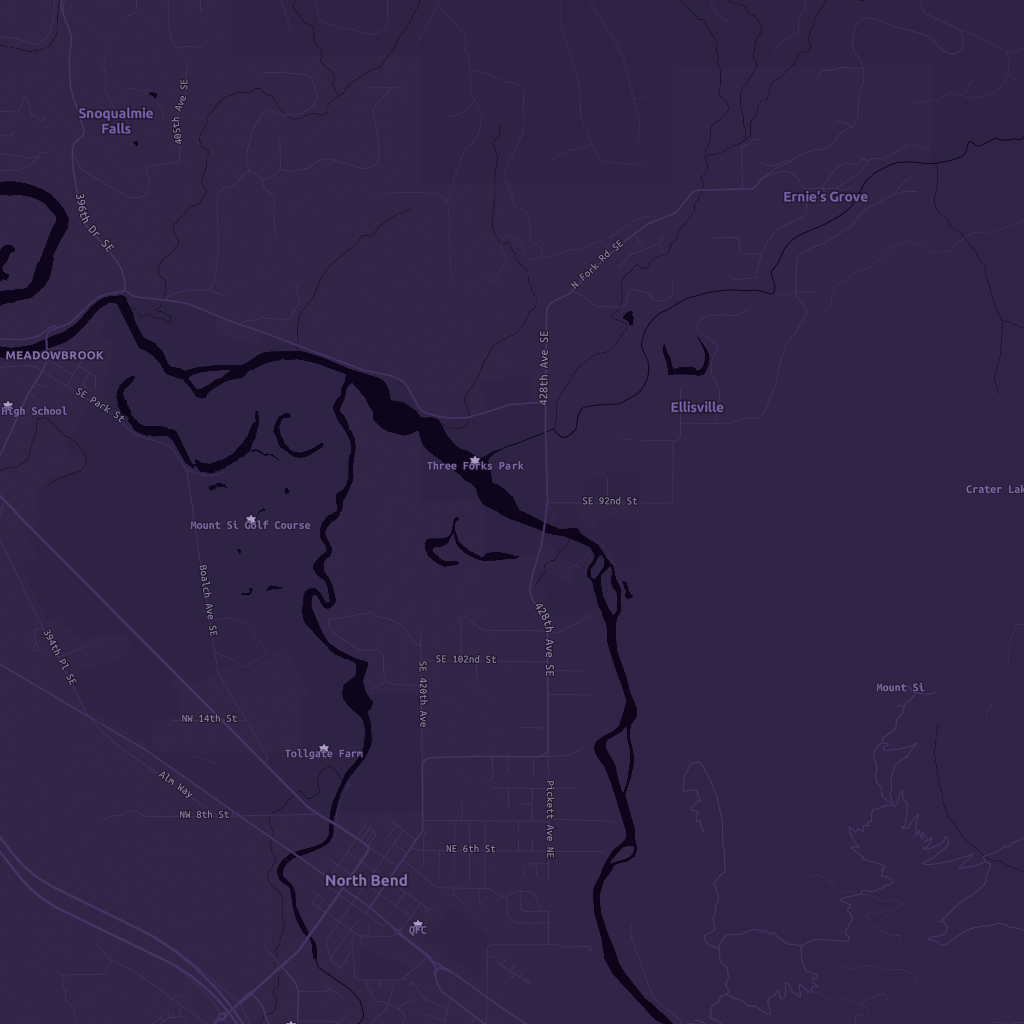 Snoqualmie
Falls
405th Ave SE
396th Dr SE
Ernie's Grove
N Fork Rd SE
428th Ave SE
MEADOWBROOK
SE Park St
High School
Ellisville
Three Forks Park
Crater Lak
SE 92nd St
Mount Si Golf Course
Boalch Ave SE
394th Pl SE
428th Ave SE
SE 102nd St
SE 420th Ave
Mount Si
NW 14th St
Tollgate Farm
Alm Way
NW 8th St
Pickett Ave NE
NE 6th St
North Bend
QFC